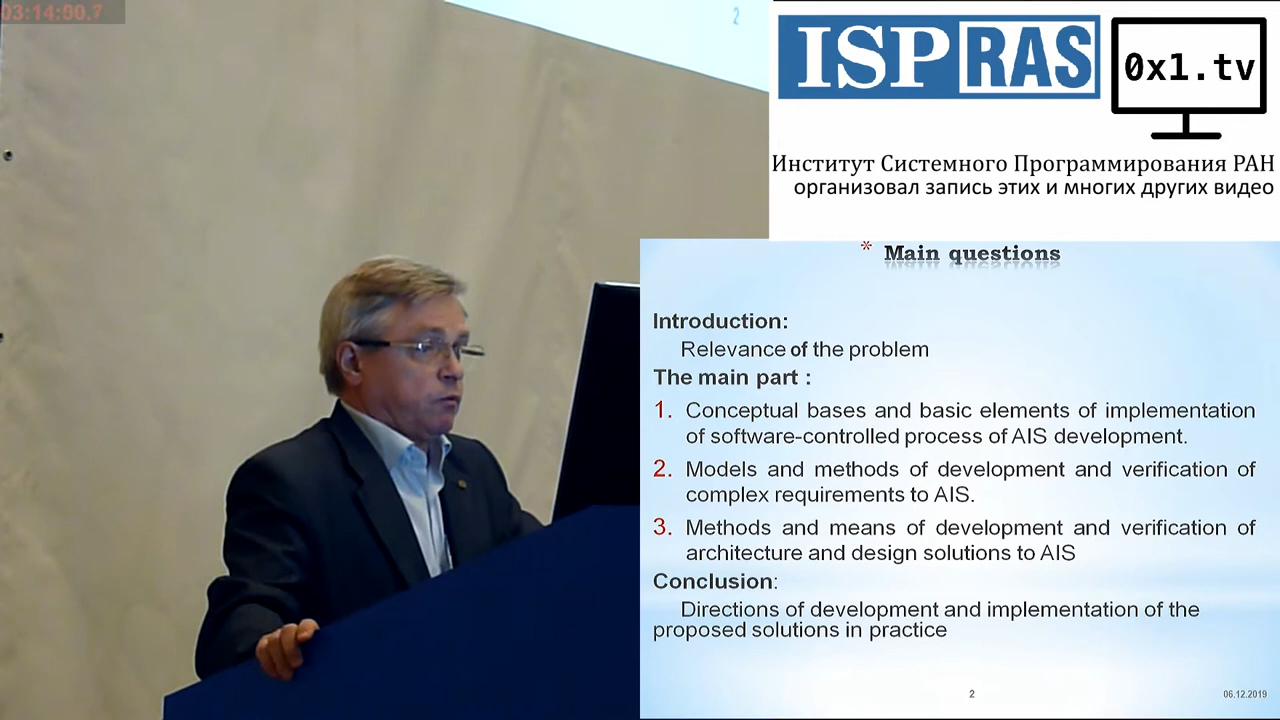 03:14:90.7
2
ISP RAS
0x1.tv
Институт Системного Программирования РАН
организовал запись этих и многих других видео
* Main questions
Introduction:
Relevance of the problem
The main part :
1. Conceptual bases and basic elements of implementation
of software-controlled process of AIS development.
2. Models and methods of development and verification of
complex requirements to AIS.
3. Methods and means of development and verification of
architecture and design solutions to AIS
Conclusion:
Directions of development and implementation of the
proposed solutions in practice
2
06.12.2019